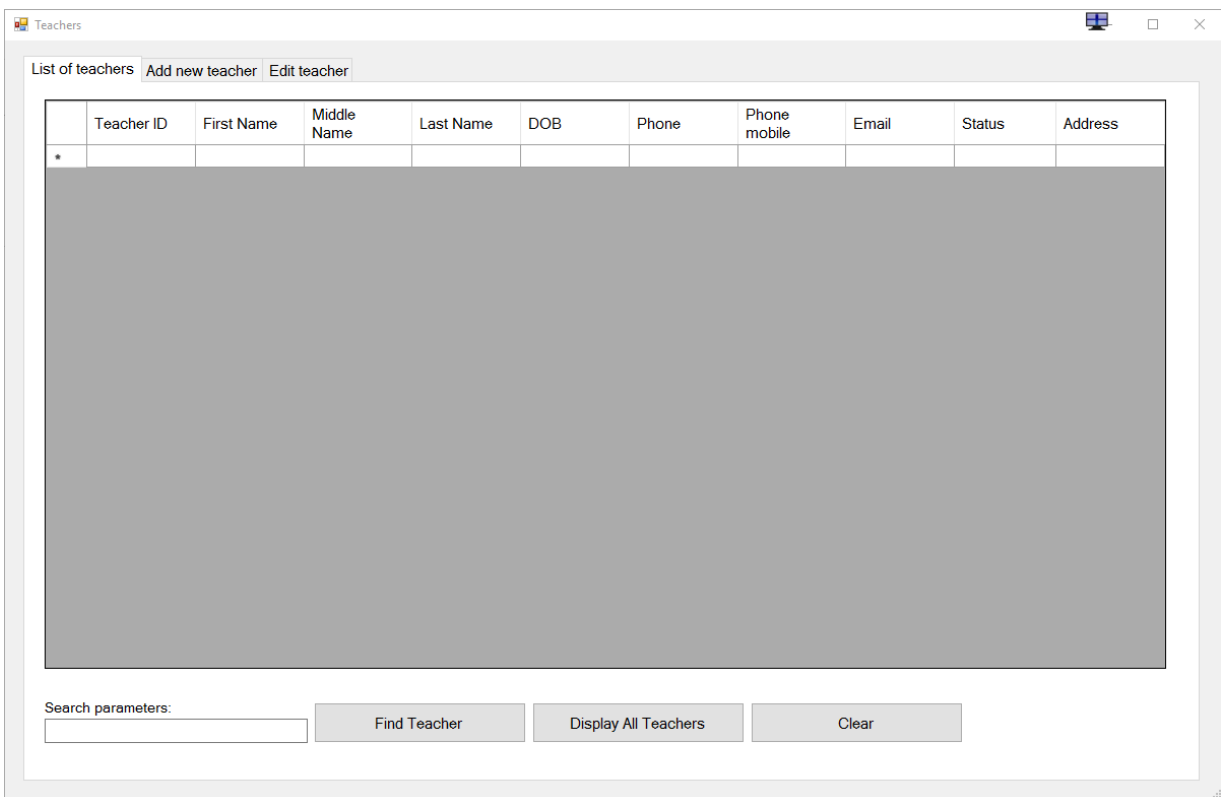 Teachers
List of teachers Add new teacher Edit teacher
Teacher ID First Name Middle Name Last Name DOB Phone Phone mobile Email Status Address
*
Search parameters:
Find Teacher Display All Teachers Clear